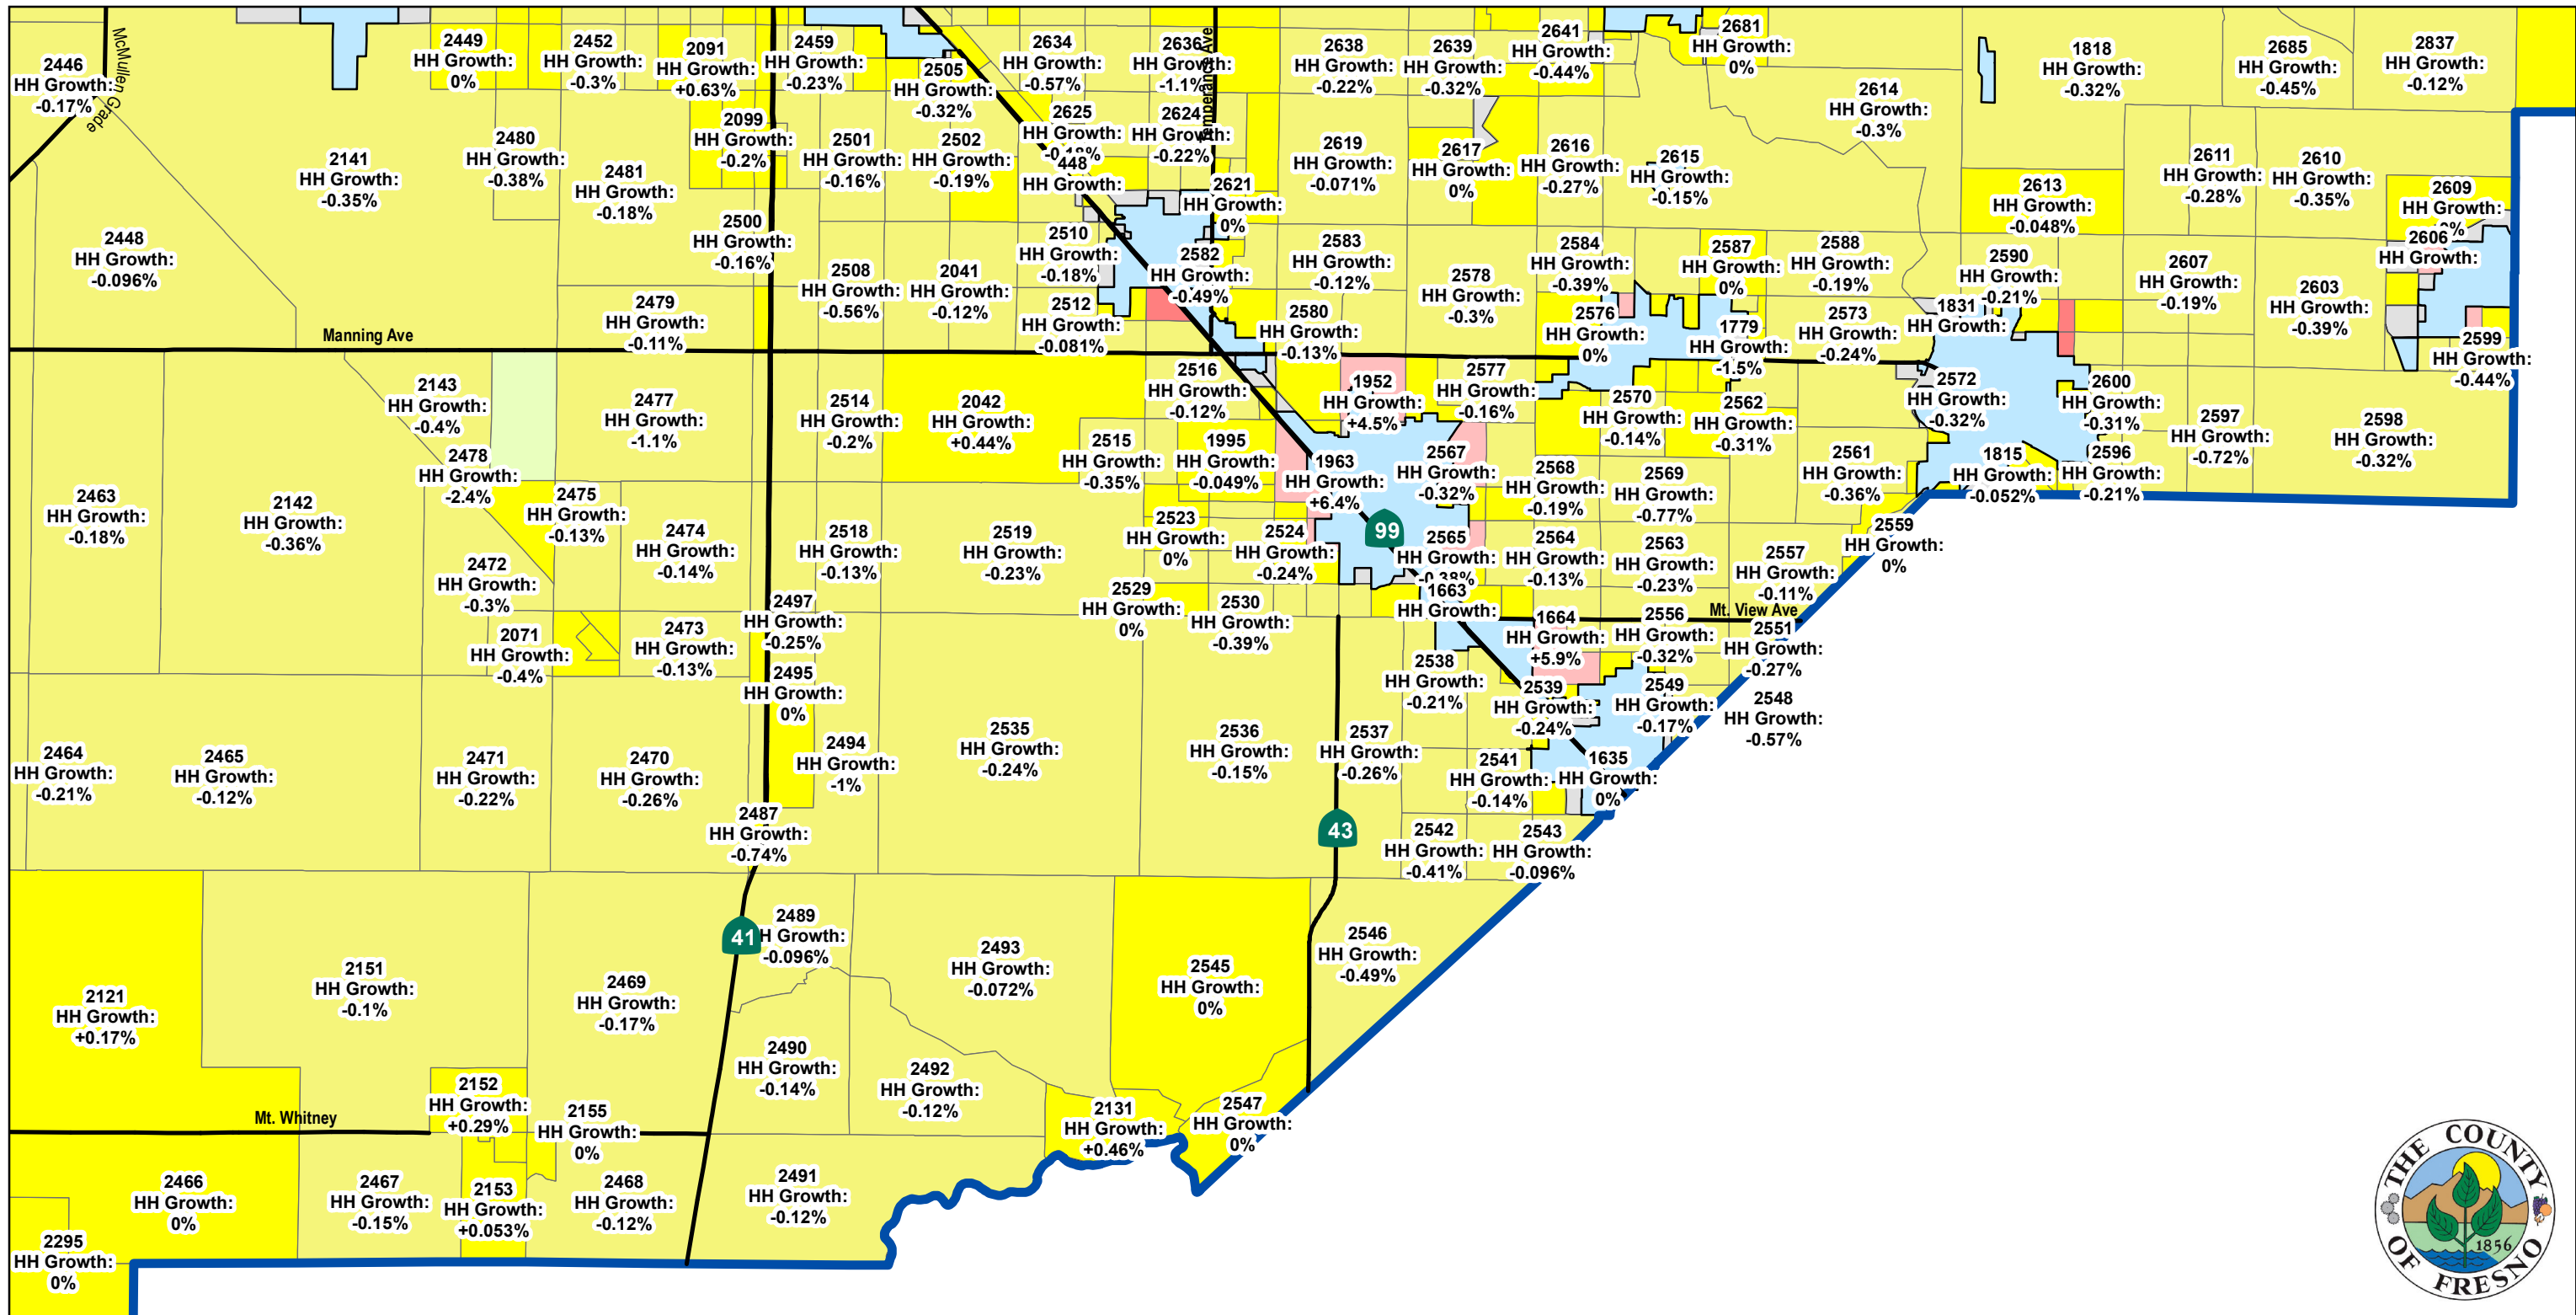 McMullen Grade
2446
HH Growth:
-0.17%
2449
HH Growth:
0%
2452
HH Growth:
-0.3%
2091
HH Growth:
+0.63%
2459
HH Growth:
-0.23%
2505
HH Growth:
-0.32%
2634
HH Growth:
-0.57%
2636
HH Growth:
-1.1%
Temperance Ave
2638
HH Growth:
-0.22%
2639
HH Growth:
-0.32%
2641
HH Growth:
-0.44%
2681
HH Growth:
0%
1818
HH Growth:
-0.32%
2685
HH Growth:
-0.45%
2837
HH Growth:
-0.12%
2614
HH Growth:
-0.3%
2141
HH Growth:
-0.35%
2480
HH Growth:
-0.38%
2481
HH Growth:
-0.18%
2099
HH Growth:
-0.2%
2501
HH Growth:
-0.16%
2502
HH Growth:
-0.19%
2625
HH Growth:
448
HH Growth:
2624
HH Growth:
-0.22%
2621
HH Growth:
0%
2619
HH Growth:
-0.071%
2617
HH Growth:
0%
2616
HH Growth:
-0.27%
2615
HH Growth:
-0.15%
2613
HH Growth:
-0.048%
2611
HH Growth:
-0.28%
2610
HH Growth:
-0.35%
2609
HH Growth:
2606
HH Growth:
2448
HH Growth:
-0.096%
2500
HH Growth:
-0.16%
2508
HH Growth:
-0.56%
2041
HH Growth:
-0.12%
2510
HH Growth:
-0.18%
2512
HH Growth:
-0.081%
2582
HH Growth:
-0.49%
2583
HH Growth:
-0.12%
2580
HH Growth:
-0.13%
2578
HH Growth:
-0.3%
2584
HH Growth:
-0.39%
2576
HH Growth:
0%
2587
HH Growth:
0%
1779
HH Growth:
-1.5%
2588
HH Growth:
-0.19%
2573
HH Growth:
-0.24%
2590
HH Growth:
-0.21%
1831
HH Growth:
2607
HH Growth:
-0.19%
2603
HH Growth:
-0.39%
2599
HH Growth:
-0.44%
2479
HH Growth:
-0.11%
Manning Ave
2143
HH Growth:
-0.4%
2477
HH Growth:
-1.1%
2514
HH Growth:
-0.2%
2042
HH Growth:
+0.44%
2516
HH Growth:
-0.12%
1952
HH Growth:
+4.5%
2577
HH Growth:
-0.16%
2570
HH Growth:
-0.14%
2562
HH Growth:
-0.31%
2572
HH Growth:
-0.32%
2600
HH Growth:
-0.31%
2597
HH Growth:
-0.72%
2598
HH Growth:
-0.32%
2478
HH Growth:
-2.4%
2515
HH Growth:
-0.35%
1995
HH Growth:
-0.049%
1963
HH Growth:
+6.4%
2567
HH Growth:
-0.32%
2568
HH Growth:
-0.19%
2569
HH Growth:
-0.77%
2561
HH Growth:
-0.36%
1815
HH Growth:
-0.052%
2596
HH Growth:
-0.21%
2463
HH Growth:
-0.18%
2142
HH Growth:
-0.36%
2475
HH Growth:
-0.13%
2474
HH Growth:
-0.14%
2518
HH Growth:
-0.13%
2519
HH Growth:
-0.23%
2523
HH Growth:
0%
2524
HH Growth:
-0.24%
99
2565
HH Growth:
-0.38%
2564
HH Growth:
-0.13%
2563
HH Growth:
-0.23%
2557
HH Growth:
-0.11%
2559
HH Growth:
0%
2472
HH Growth:
-0.3%
2071
HH Growth:
-0.4%
2473
HH Growth:
-0.13%
2497
HH Growth:
-0.25%
2529
HH Growth:
0%
2530
HH Growth:
-0.39%
1663
HH Growth:
1664
HH Growth:
+5.9%
2556
HH Growth:
-0.32%
Mt. View Ave
2551
HH Growth:
-0.27%
2495
HH Growth:
0%
2538
HH Growth:
-0.21%
2539
HH Growth:
-0.24%
2549
HH Growth:
-0.17%
2548
HH Growth:
-0.57%
2464
HH Growth:
-0.21%
2465
HH Growth:
-0.12%
2471
HH Growth:
-0.22%
2470
HH Growth:
-0.26%
2494
HH Growth:
-1%
2535
HH Growth:
-0.24%
2536
HH Growth:
-0.15%
2537
HH Growth:
-0.26%
2541
HH Growth:
-0.14%
1635
HH Growth:
0%
2487
HH Growth:
-0.74%
43
2542
HH Growth:
-0.41%
2543
HH Growth:
-0.096%
41
2489
H Growth:
-0.096%
2493
HH Growth:
-0.072%
2546
HH Growth:
-0.49%
2121
HH Growth:
+0.17%
2151
HH Growth:
-0.1%
2469
HH Growth:
-0.17%
2545
HH Growth:
0%
2490
HH Growth:
-0.14%
2492
HH Growth:
-0.12%
2152
HH Growth:
+0.29%
2155
HH Growth:
0%
Mt. Whitney
2131
HH Growth:
+0.46%
2547
HH Growth:
0%
2466
HH Growth:
0%
2467
HH Growth:
-0.15%
2153
HH Growth:
+0.053%
2468
HH Growth:
-0.12%
2491
HH Growth:
-0.12%
2295
HH Growth:
0%
THE COUNTY
OF FRESNO
1856